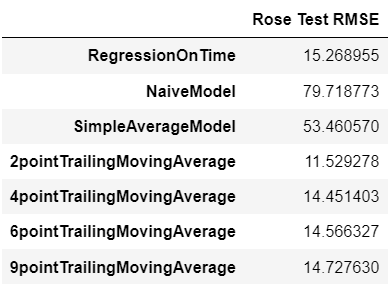 Rose Test RMSE
RegressionOnTime 15.268955
NaiveModel 79.718773
SimpleAverageModel 53.460570
2pointTrailingMovingAverage 11.529278
4pointTrailingMovingAverage 14.451403
6pointTrailingMovingAverage 14.566327
9pointTrailingMovingAverage 14.727630